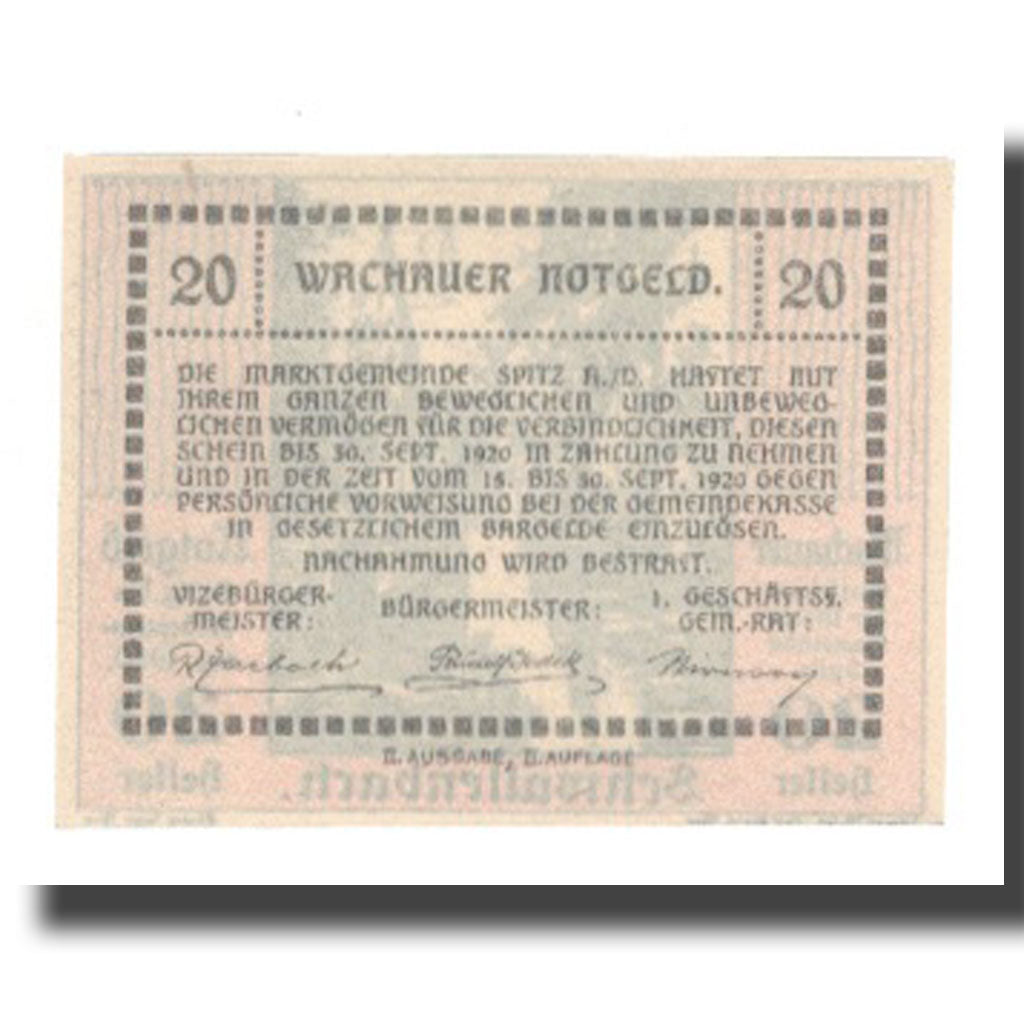 20 WACHAUER NOTGELD. 20
DIE MARKTGEMEINDE SPITZ A./D. HAFTET MIT
IHREM GANZEN BEWEGLICHEN UND UNBEWEG-
LICHEN VERMÖGEN FÜR DIE VERBINDLICHKEIT, DIESEN
SCHEIN BIS 30. SEPT. 1920 IN ZAHLUNG ZU NEHMEN
UND IN DER ZEIT VOM 15. BIS 30. SEPT. 1920 GEGEN
PERSÖNLICHE VORWEISUNG BEI DER GEMEINDEKASSE
IN GESETZLICHEM BARGELDE EINZULÖSEN.
NACHAHMUNG WIRD BESTRAFT.
VIZEBÜRGER- BÜRGERMEISTER: 1. GESCHÄFTSF.
MEISTER: GEM.-RAT:
II. AUSGABE, II. AUFLAGE
Schwallenbach.
Heller Heller